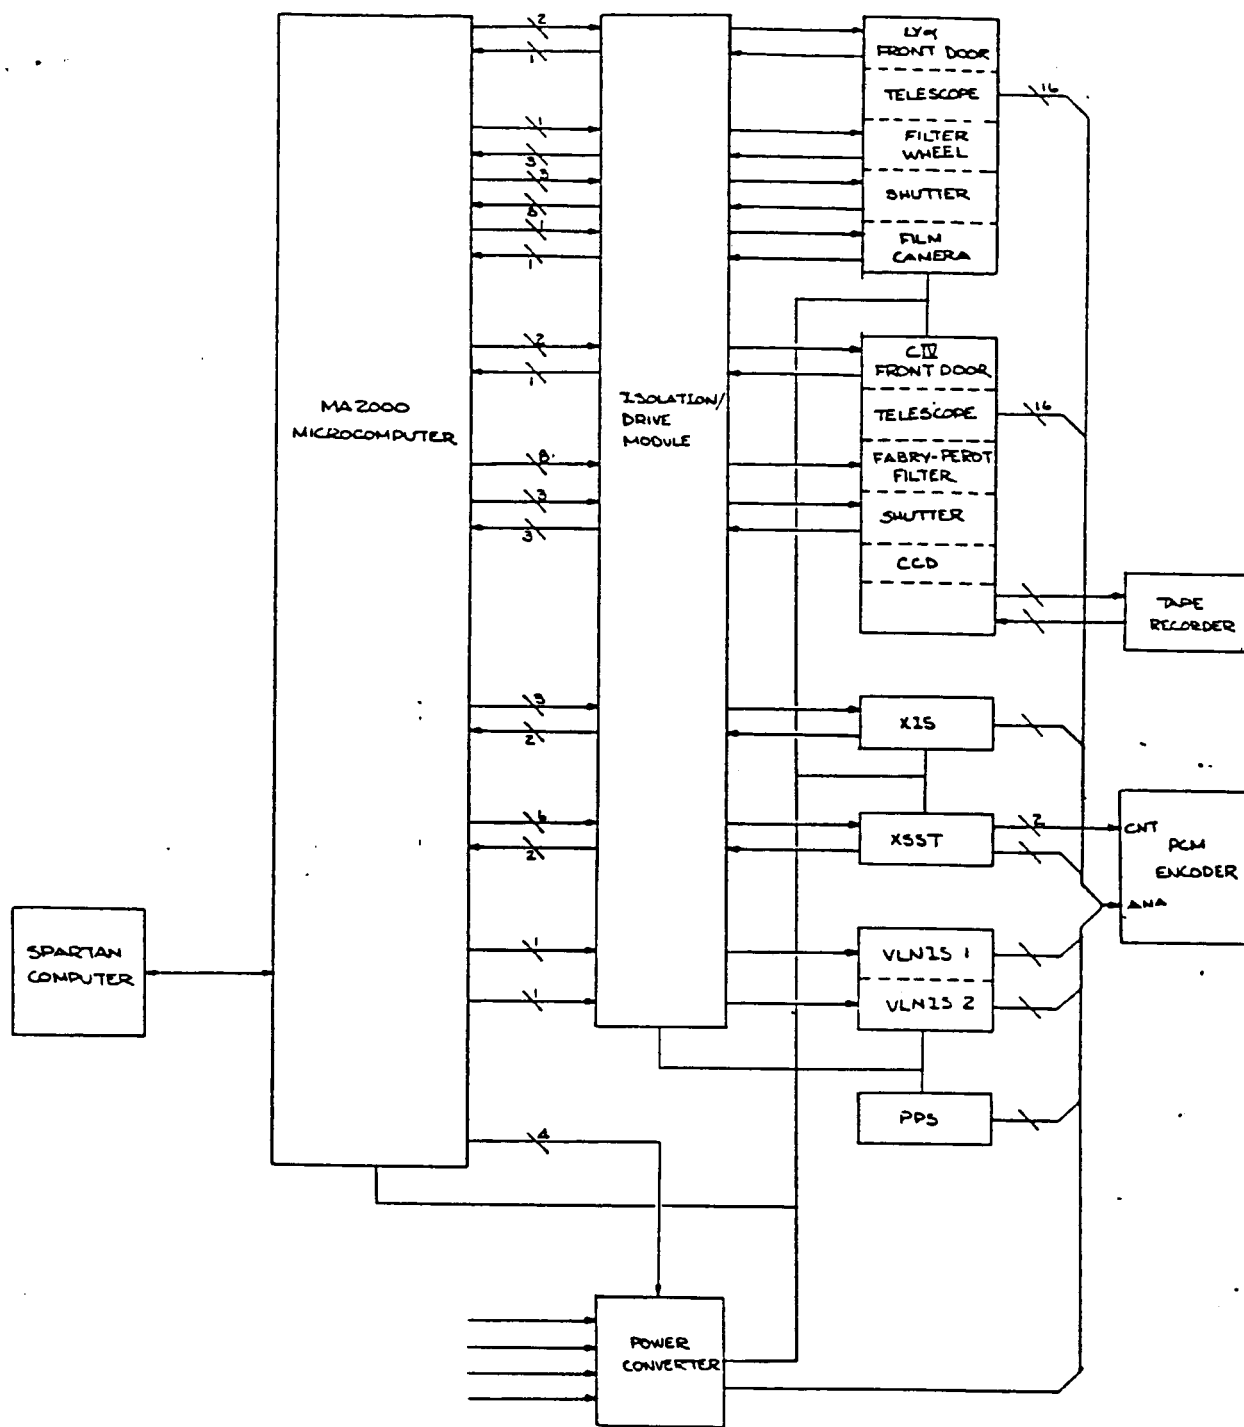 2
1
1
3
3
3
1
1
2
1
8
3
3
3
2
6
2
1
1
4
MA2000
MICROCOMPUTER
ISOLATION/
DRIVE
MODULE
LYα
FRONT DOOR
TELESCOPE
16
FILTER
WHEEL
SHUTTER
FILM
CAMERA
CIV
FRONT DOOR
TELESCOPE
16
FABRY-PEROT
FILTER
SHUTTER
CCD
TAPE
RECORDER
XIS
XSST
2
CNT
PCM
ENCODER
ANA
SPARTAN
COMPUTER
VLNIS 1
VLNIS 2
PPS
POWER
CONVERTER